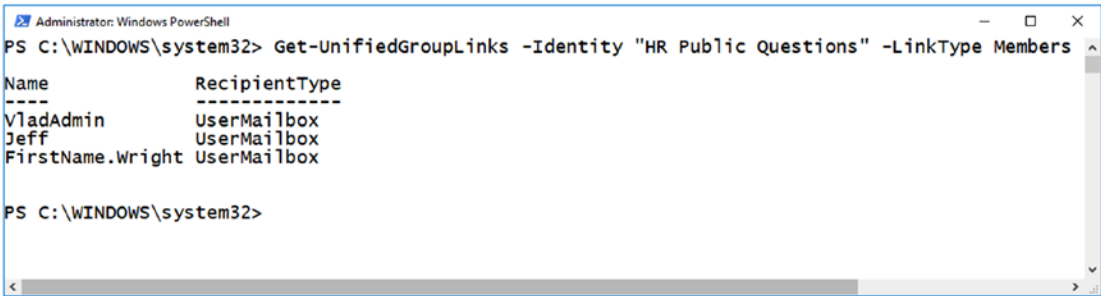 Administrator: Windows PowerShell
PS C:\WINDOWS\system32> Get-UnifiedGroupLinks -Identity "HR Public Questions" -LinkType Members
Name RecipientType
---- -------------
VladAdmin UserMailbox
Jeff UserMailbox
FirstName.Wright UserMailbox
PS C:\WINDOWS\system32>